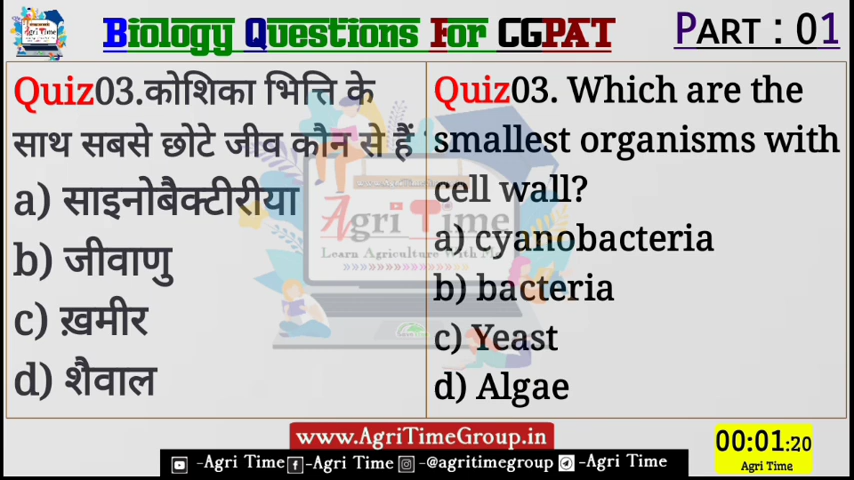 Biology Questions For CGPAT
PART : 01
Quiz03.कोशिका भित्ति के
साथ सबसे छोटे जीव कौन से हैं
a) साइनोबैक्टीरीया
b) जीवाणु
c) ख़मीर
d) शैवाल
Quiz03. Which are the
smallest organisms with
cell wall?
a) cyanobacteria
b) bacteria
c) Yeast
d) Algae
Agri Time
Learn Agriculture With M
www.AgriTimeGroup.in
-Agri Time -Agri Time -@agritimegroup -Agri Time
00:01:20
Agri Time